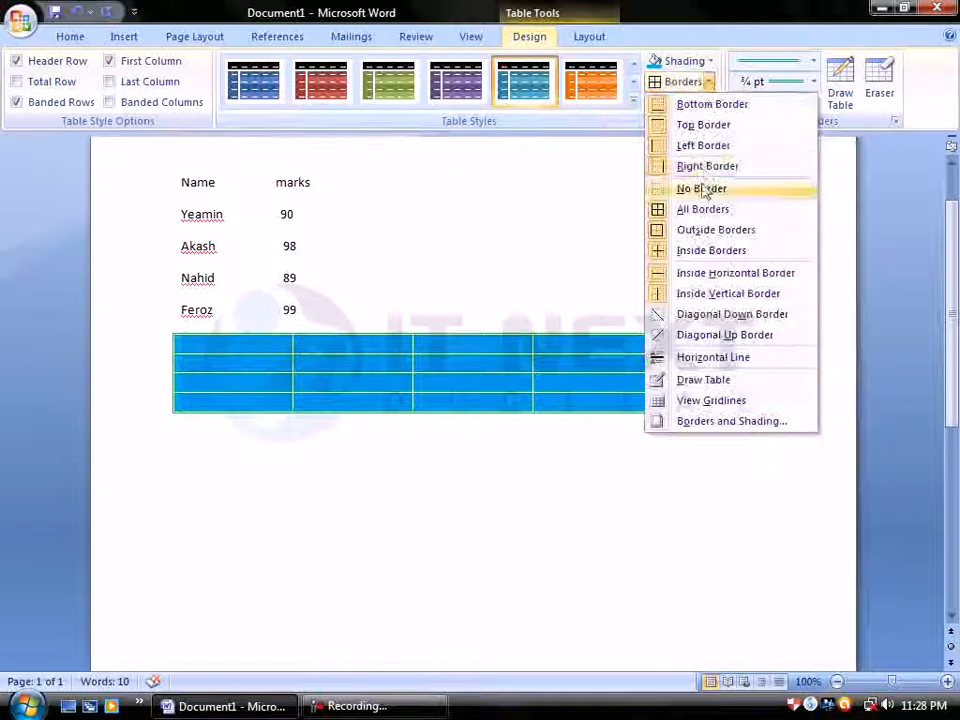 Document1 - Microsoft Word
Table Tools
Home Insert Page Layout References Mailings Review View Design Layout
Header Row First Column
Total Row Last Column
Banded Rows Banded Columns
Table Style Options
Table Styles
Shading
Borders
¾ pt
Draw Table
Eraser
Bottom Border
Top Border
Left Border
Right Border
No Border
All Borders
Outside Borders
Inside Borders
Inside Horizontal Border
Inside Vertical Border
Diagonal Down Border
Diagonal Up Border
Horizontal Line
Draw Table
View Gridlines
Borders and Shading...
Name marks
Yeamin 90
Akash 98
Nahid 89
Feroz 99
IT NEXT
Page: 1 of 1 Words: 10 100%
Document1 - Micro... Recording... 11:28 PM